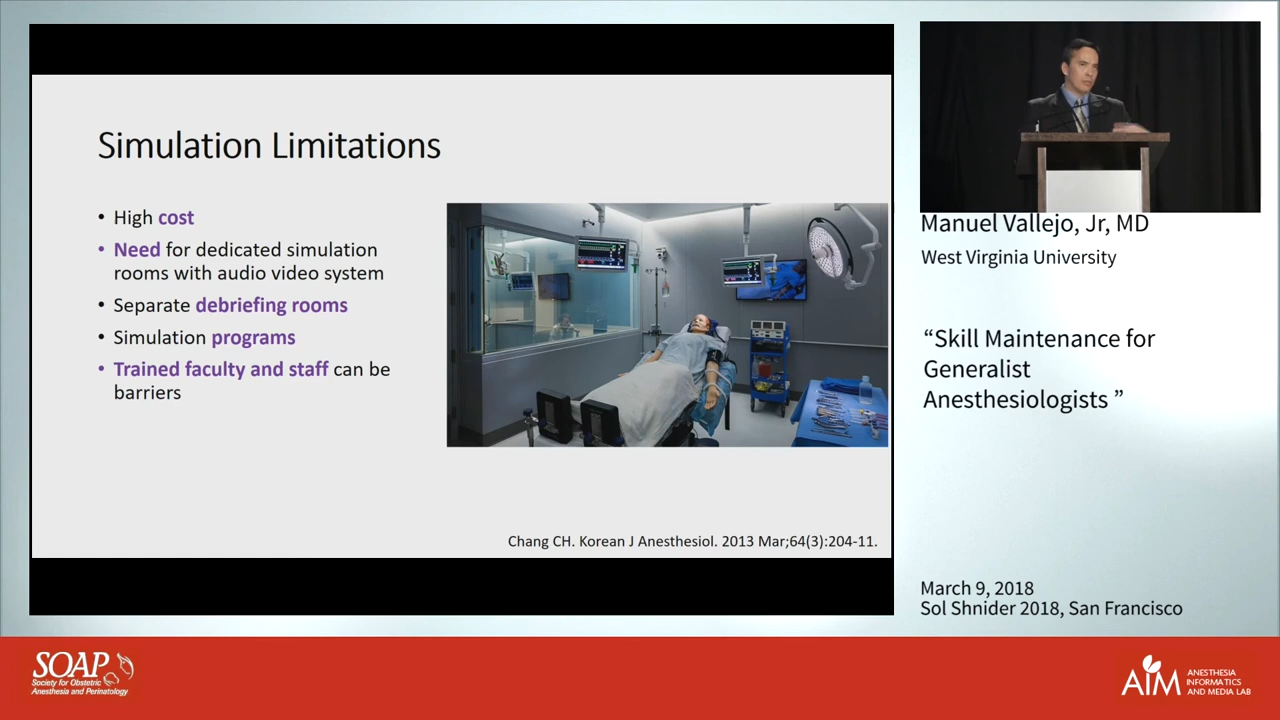 Simulation Limitations
• High cost
• Need for dedicated simulation
rooms with audio video system
• Separate debriefing rooms
• Simulation programs
• Trained faculty and staff can be
barriers
Chang CH. Korean J Anesthesiol. 2013 Mar;64(3):204-11.
Manuel Vallejo, Jr, MD
West Virginia University
“Skill Maintenance for
Generalist
Anesthesiologists ”
March 9, 2018
Sol Shnider 2018, San Francisco
SOAP
Society for Obstetric
Anesthesia and Perinatology
AIM
ANESTHESIA
INFORMATICS
AND MEDIA LAB